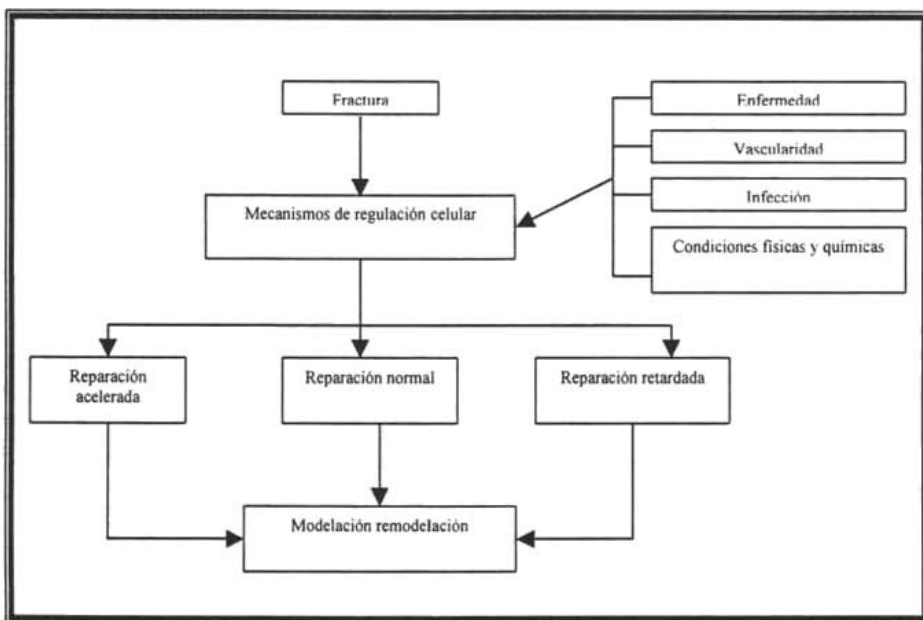 Fractura
Enfermedad
Vascularidad
Infección
Condiciones físicas y químicas
Mecanismos de regulación celular
Reparación
acelerada
Reparación normal
Reparación retardada
Modelación remodelación